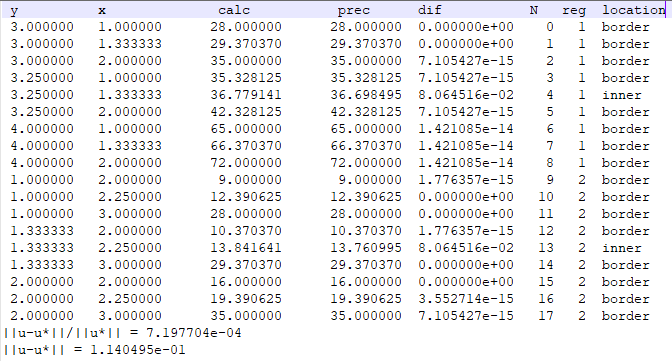 y x calc prec dif N reg location
3.000000 1.000000 28.000000 28.000000 0.000000e+00 0 1 border
3.000000 1.333333 29.370370 29.370370 0.000000e+00 1 1 border
3.000000 2.000000 35.000000 35.000000 7.105427e-15 2 1 border
3.250000 1.000000 35.328125 35.328125 7.105427e-15 3 1 border
3.250000 1.333333 36.779141 36.698495 8.064516e-02 4 1 inner
3.250000 2.000000 42.328125 42.328125 7.105427e-15 5 1 border
4.000000 1.000000 65.000000 65.000000 1.421085e-14 6 1 border
4.000000 1.333333 66.370370 66.370370 1.421085e-14 7 1 border
4.000000 2.000000 72.000000 72.000000 1.421085e-14 8 1 border
1.000000 2.000000 9.000000 9.000000 1.776357e-15 9 2 border
1.000000 2.250000 12.390625 12.390625 0.000000e+00 10 2 border
1.000000 3.000000 28.000000 28.000000 0.000000e+00 11 2 border
1.333333 2.000000 10.370370 10.370370 1.776357e-15 12 2 border
1.333333 2.250000 13.841641 13.760995 8.064516e-02 13 2 inner
1.333333 3.000000 29.370370 29.370370 0.000000e+00 14 2 border
2.000000 2.000000 16.000000 16.000000 0.000000e+00 15 2 border
2.000000 2.250000 19.390625 19.390625 3.552714e-15 16 2 border
2.000000 3.000000 35.000000 35.000000 7.105427e-15 17 2 border
||u-u*||/||u*|| = 7.197704e-04
||u-u*|| = 1.140495e-01